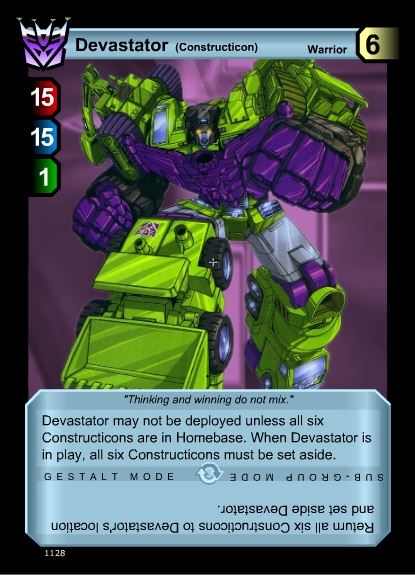 Devastator (Constructicon)
Warrior
6
15
15
1
"Thinking and winning do not mix."
Devastator may not be deployed unless all six
Constructicons are in Homebase. When Devastator is
in play, all six Constructicons must be set aside.
GESTALT MODE
SUB-GROUP MODE
Return all six Constructicons to Devastator's location
and set aside Devastator.
1128